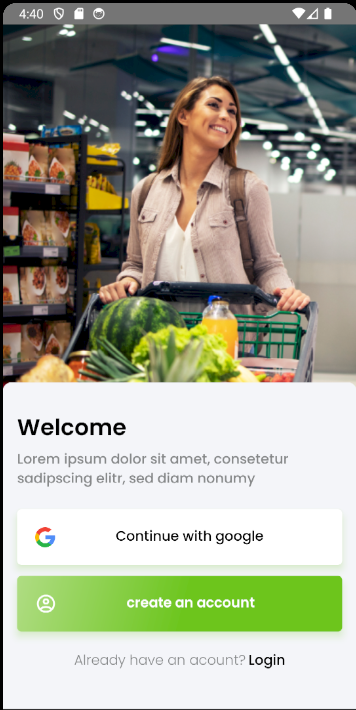 4:40
Welcome
Lorem ipsum dolor sit amet, consetetur
sadipscing elitr, sed diam nonumy
Continue with google
create an account
Already have an acount? Login